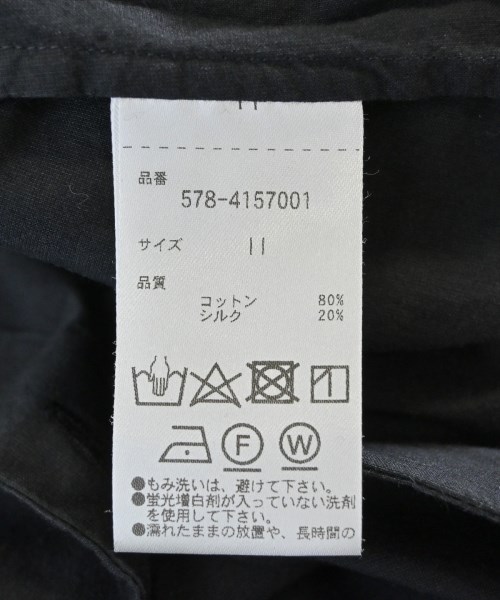 品番
578-4157001
サイズ 11
品質
コットン 80%
シルク 20%
F W
●もみ洗いは、避けて下さい。
●蛍光増白剤が入っていない洗剤
を使用して下さい。
●濡れたままの放置や、長時間の